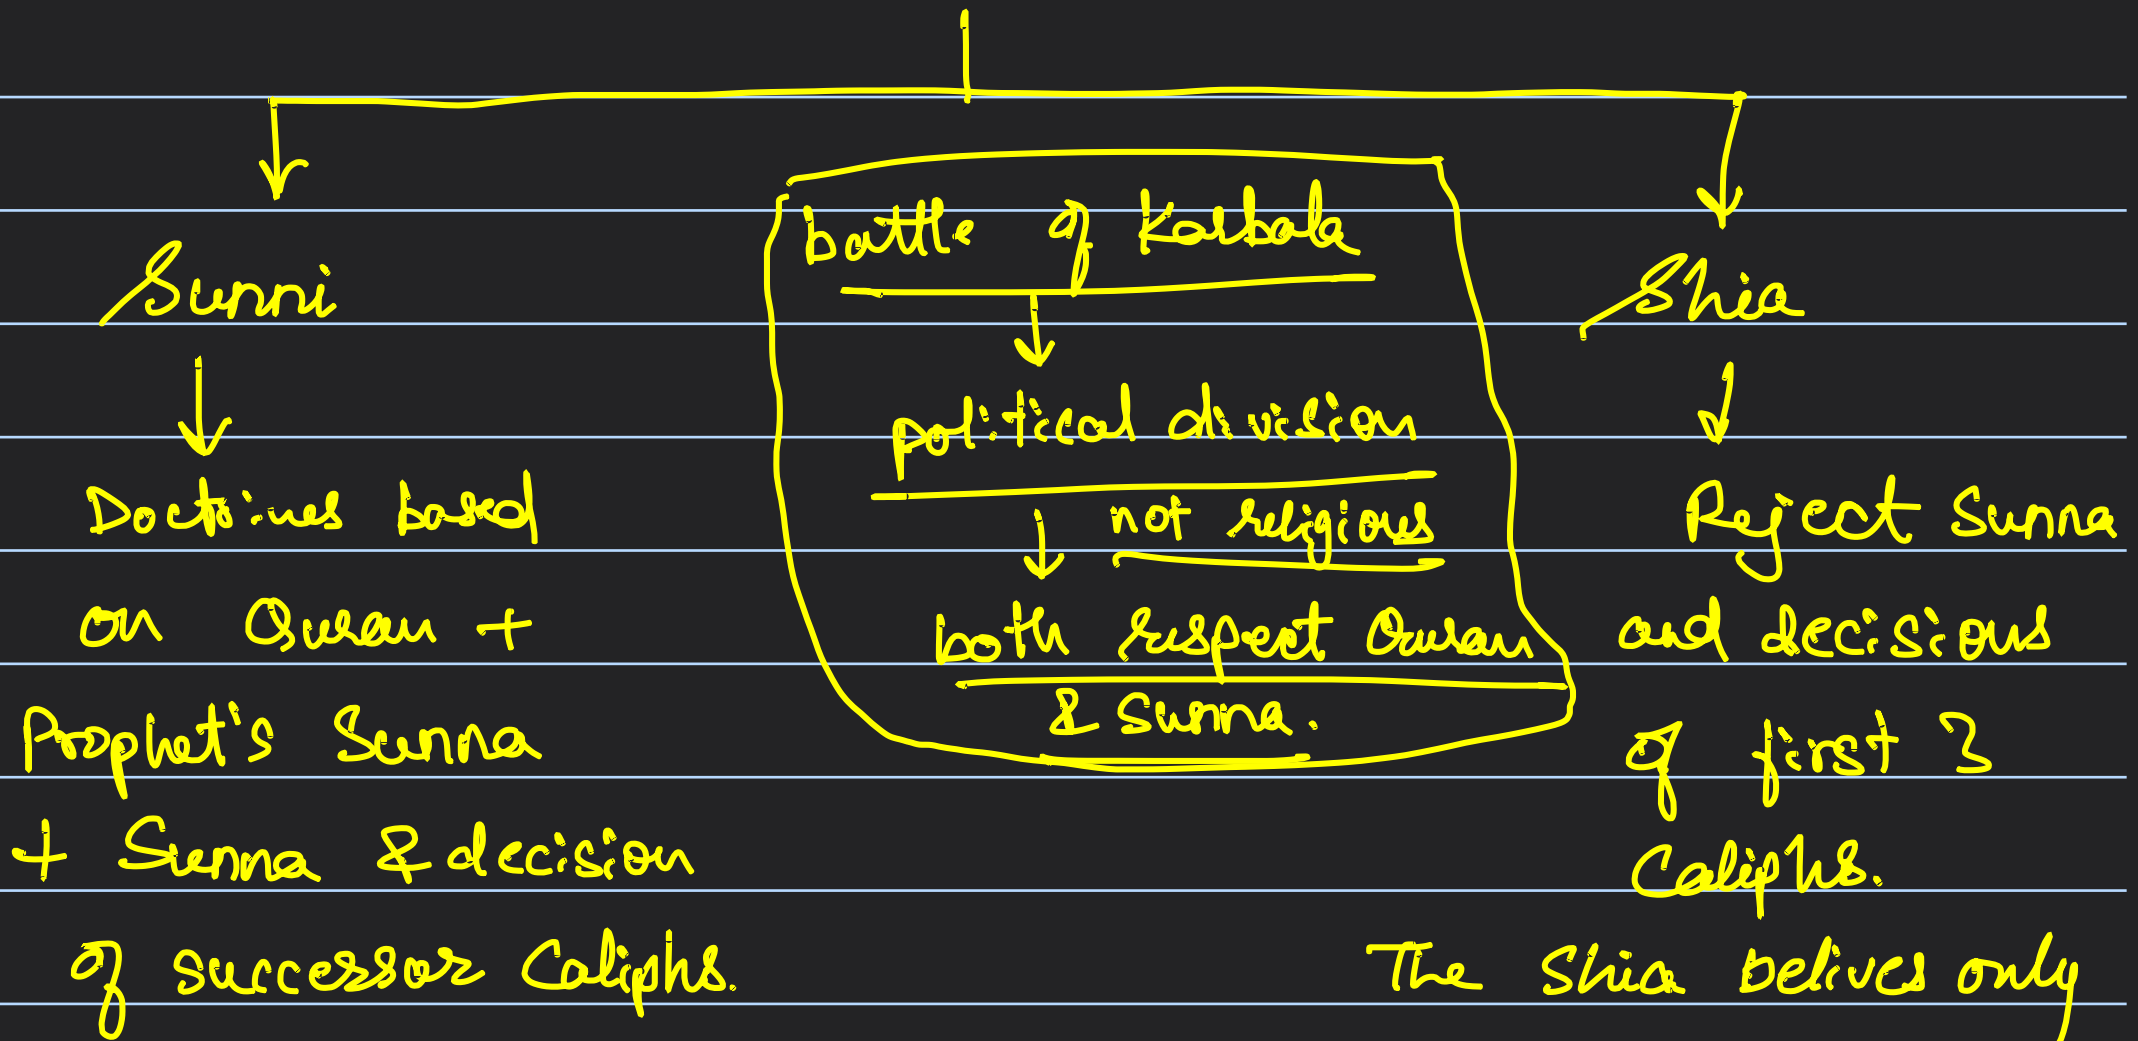 Sunni
Doctrines based
on Quran +
Prophet's Sunna
+ Sunna & decision
of successor Caliphs.
battle of Karbala
political division
not religious
both respect Quran
& Sunna.
Shia
Reject Sunna
and decisions
of first 3
Caliphs.
The Shia belives only